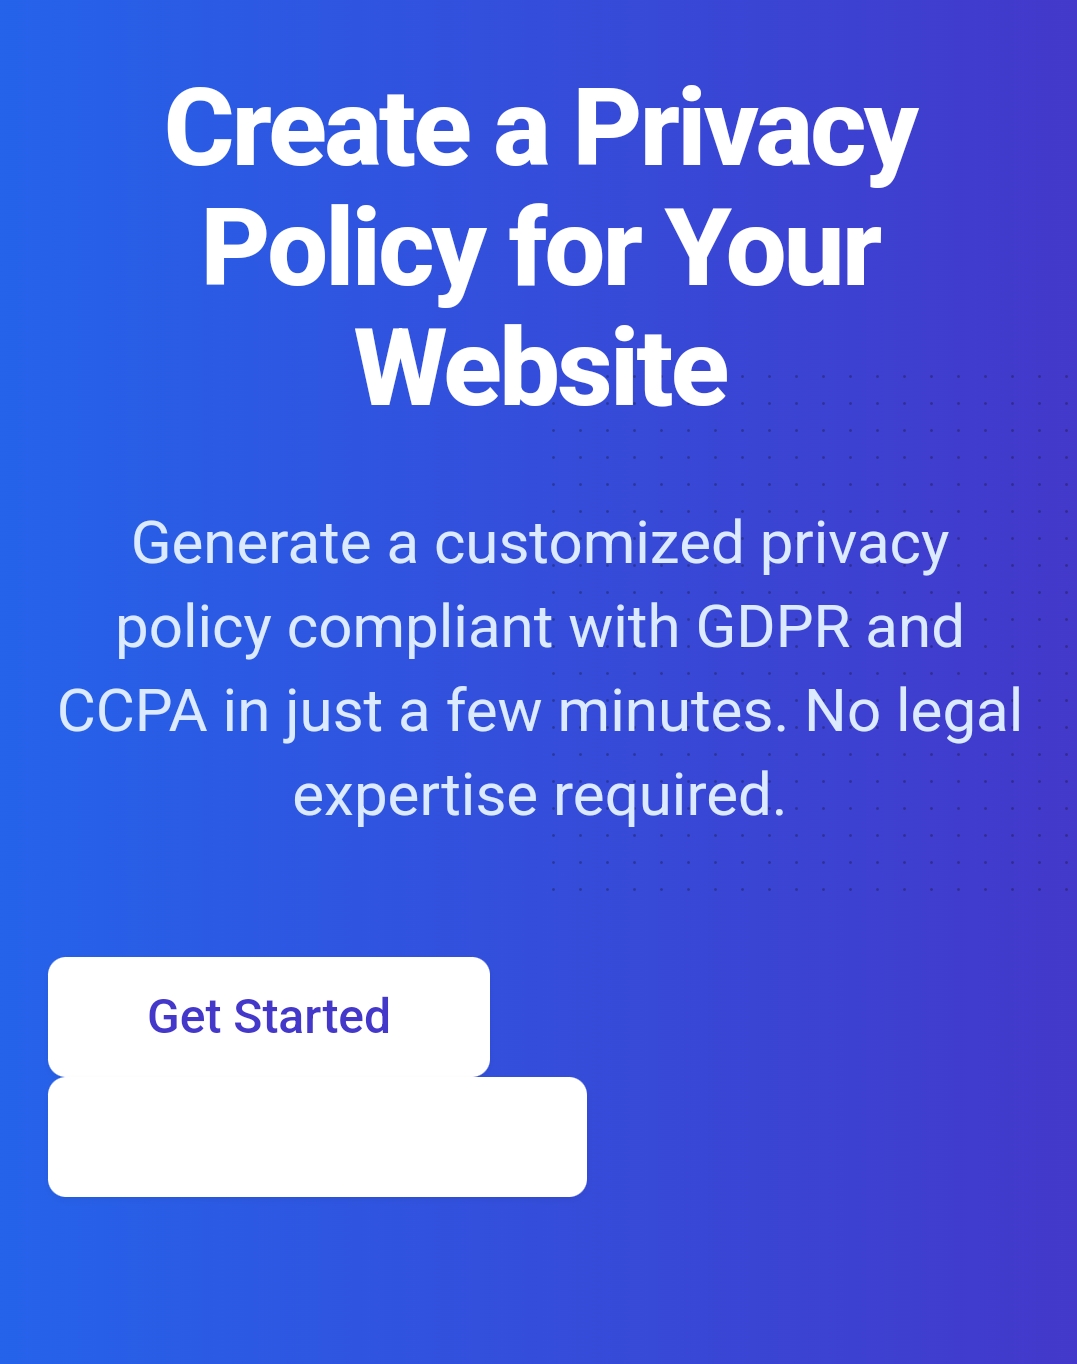 Create a Privacy
Policy for Your
Website
Generate a customized privacy
policy compliant with GDPR and
CCPA in just a few minutes. No legal
expertise required.
Get Started